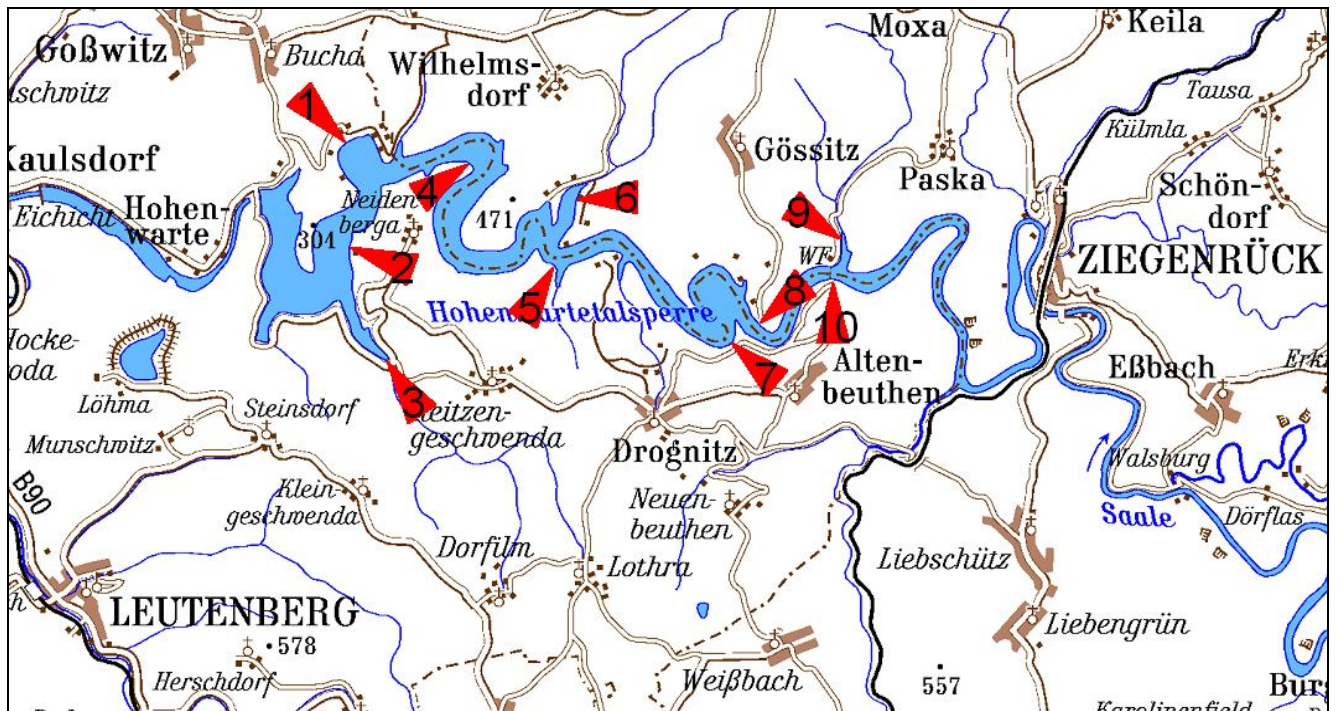 Goßwitz
Bucha
Moxa
Keila
Wilhelms-
dorf
Tausa
Külmla
1
Kaulsdorf
Gössitz
Paska
Schön-
dorf
Eichicht
Hohen-
warte
Neiden
berga
4
471
6
9
304
2
WF
ZIEGENRÜCK
5
8
10
7
Alten-
beuthen
Eßbach
Löhma
3
geschwenda
Steinsdorf
Munschwitz
Drognitz
Walsburg
B90
Klein-
geschwenda
Neuen-
beuthen
Saale
Dörflas
Dorfilm
Lothra
Liebschütz
LEUTENBERG
578
Liebengrün
Herschdorf
Weißbach
557